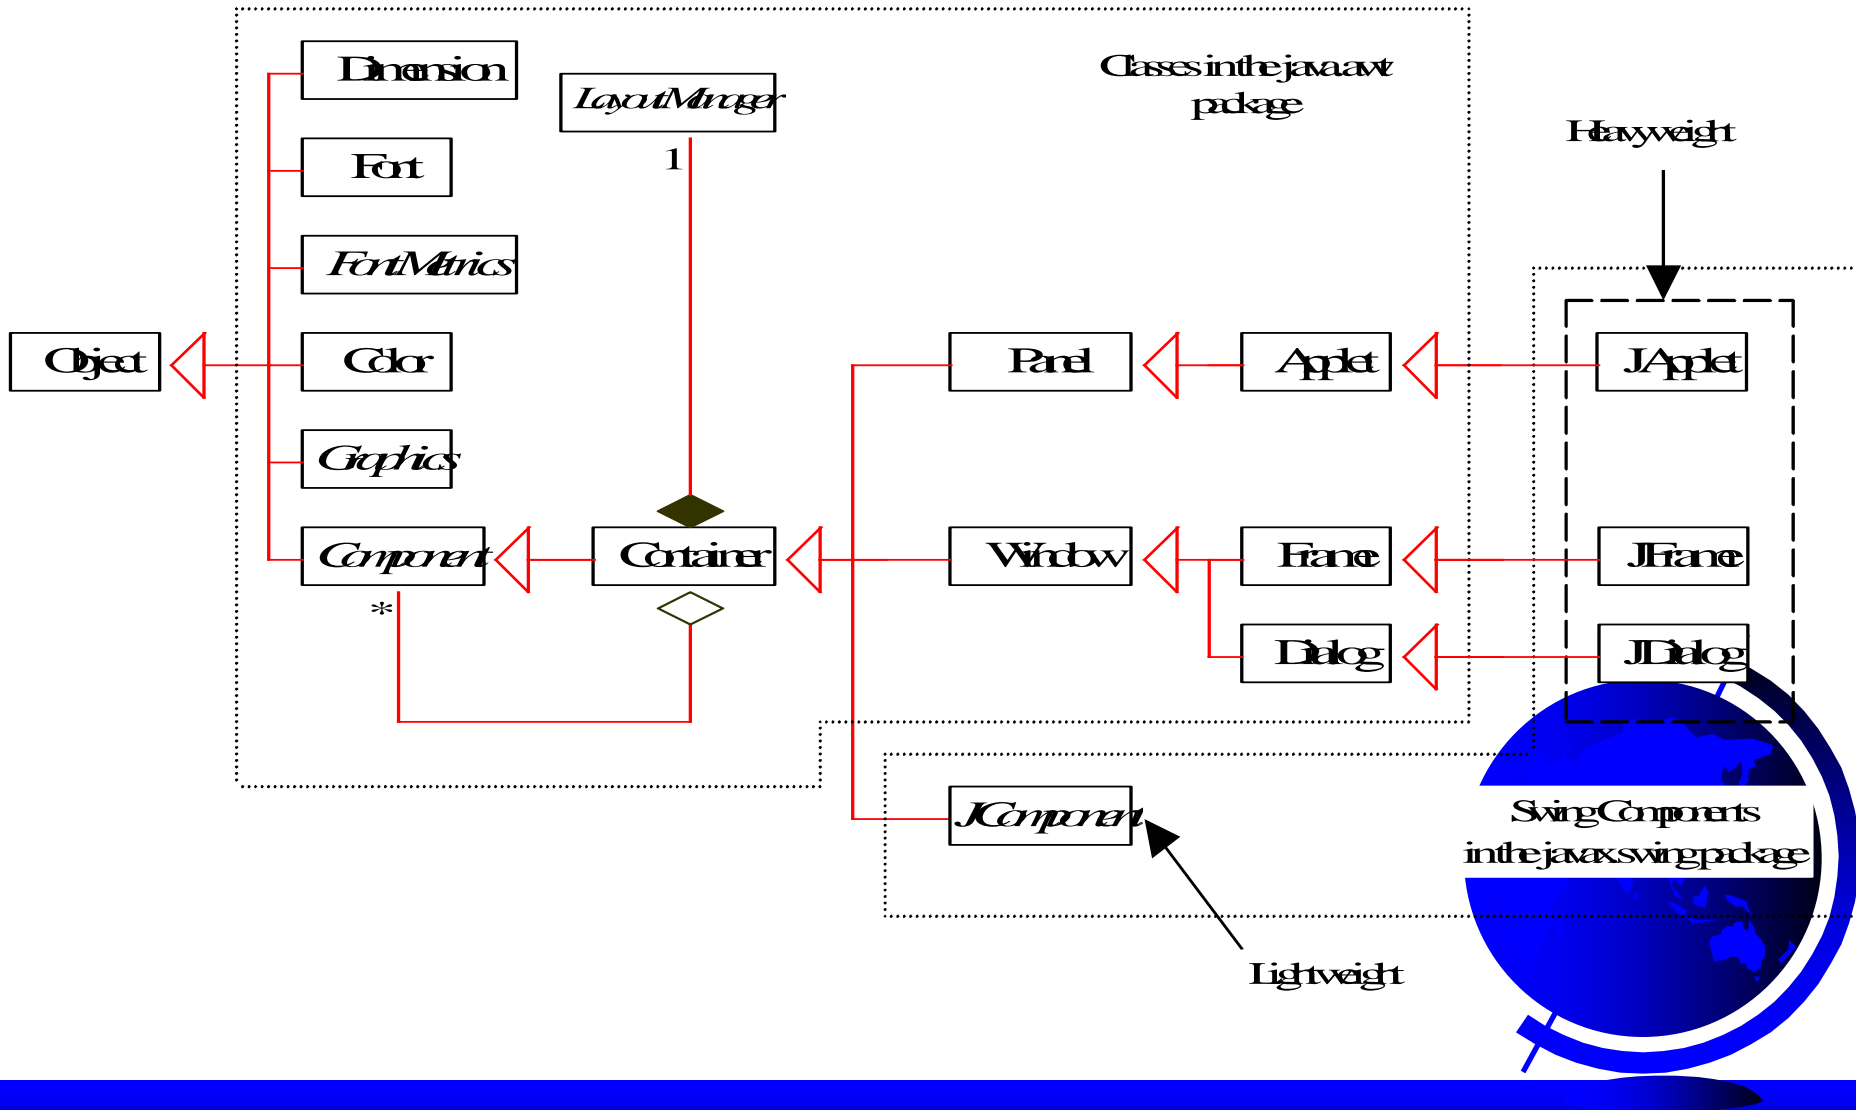 Dimension
LayoutManager
Classes in the java.awt
package
Heavyweight
1
Font
FontMetrics
Object
Color
Panel
Applet
JApplet
Graphics
Component
Container
Window
Frame
JFrame
*
Dialog
JDialog
JComponent
Swing Components
in the javax.swing package
Lightweight